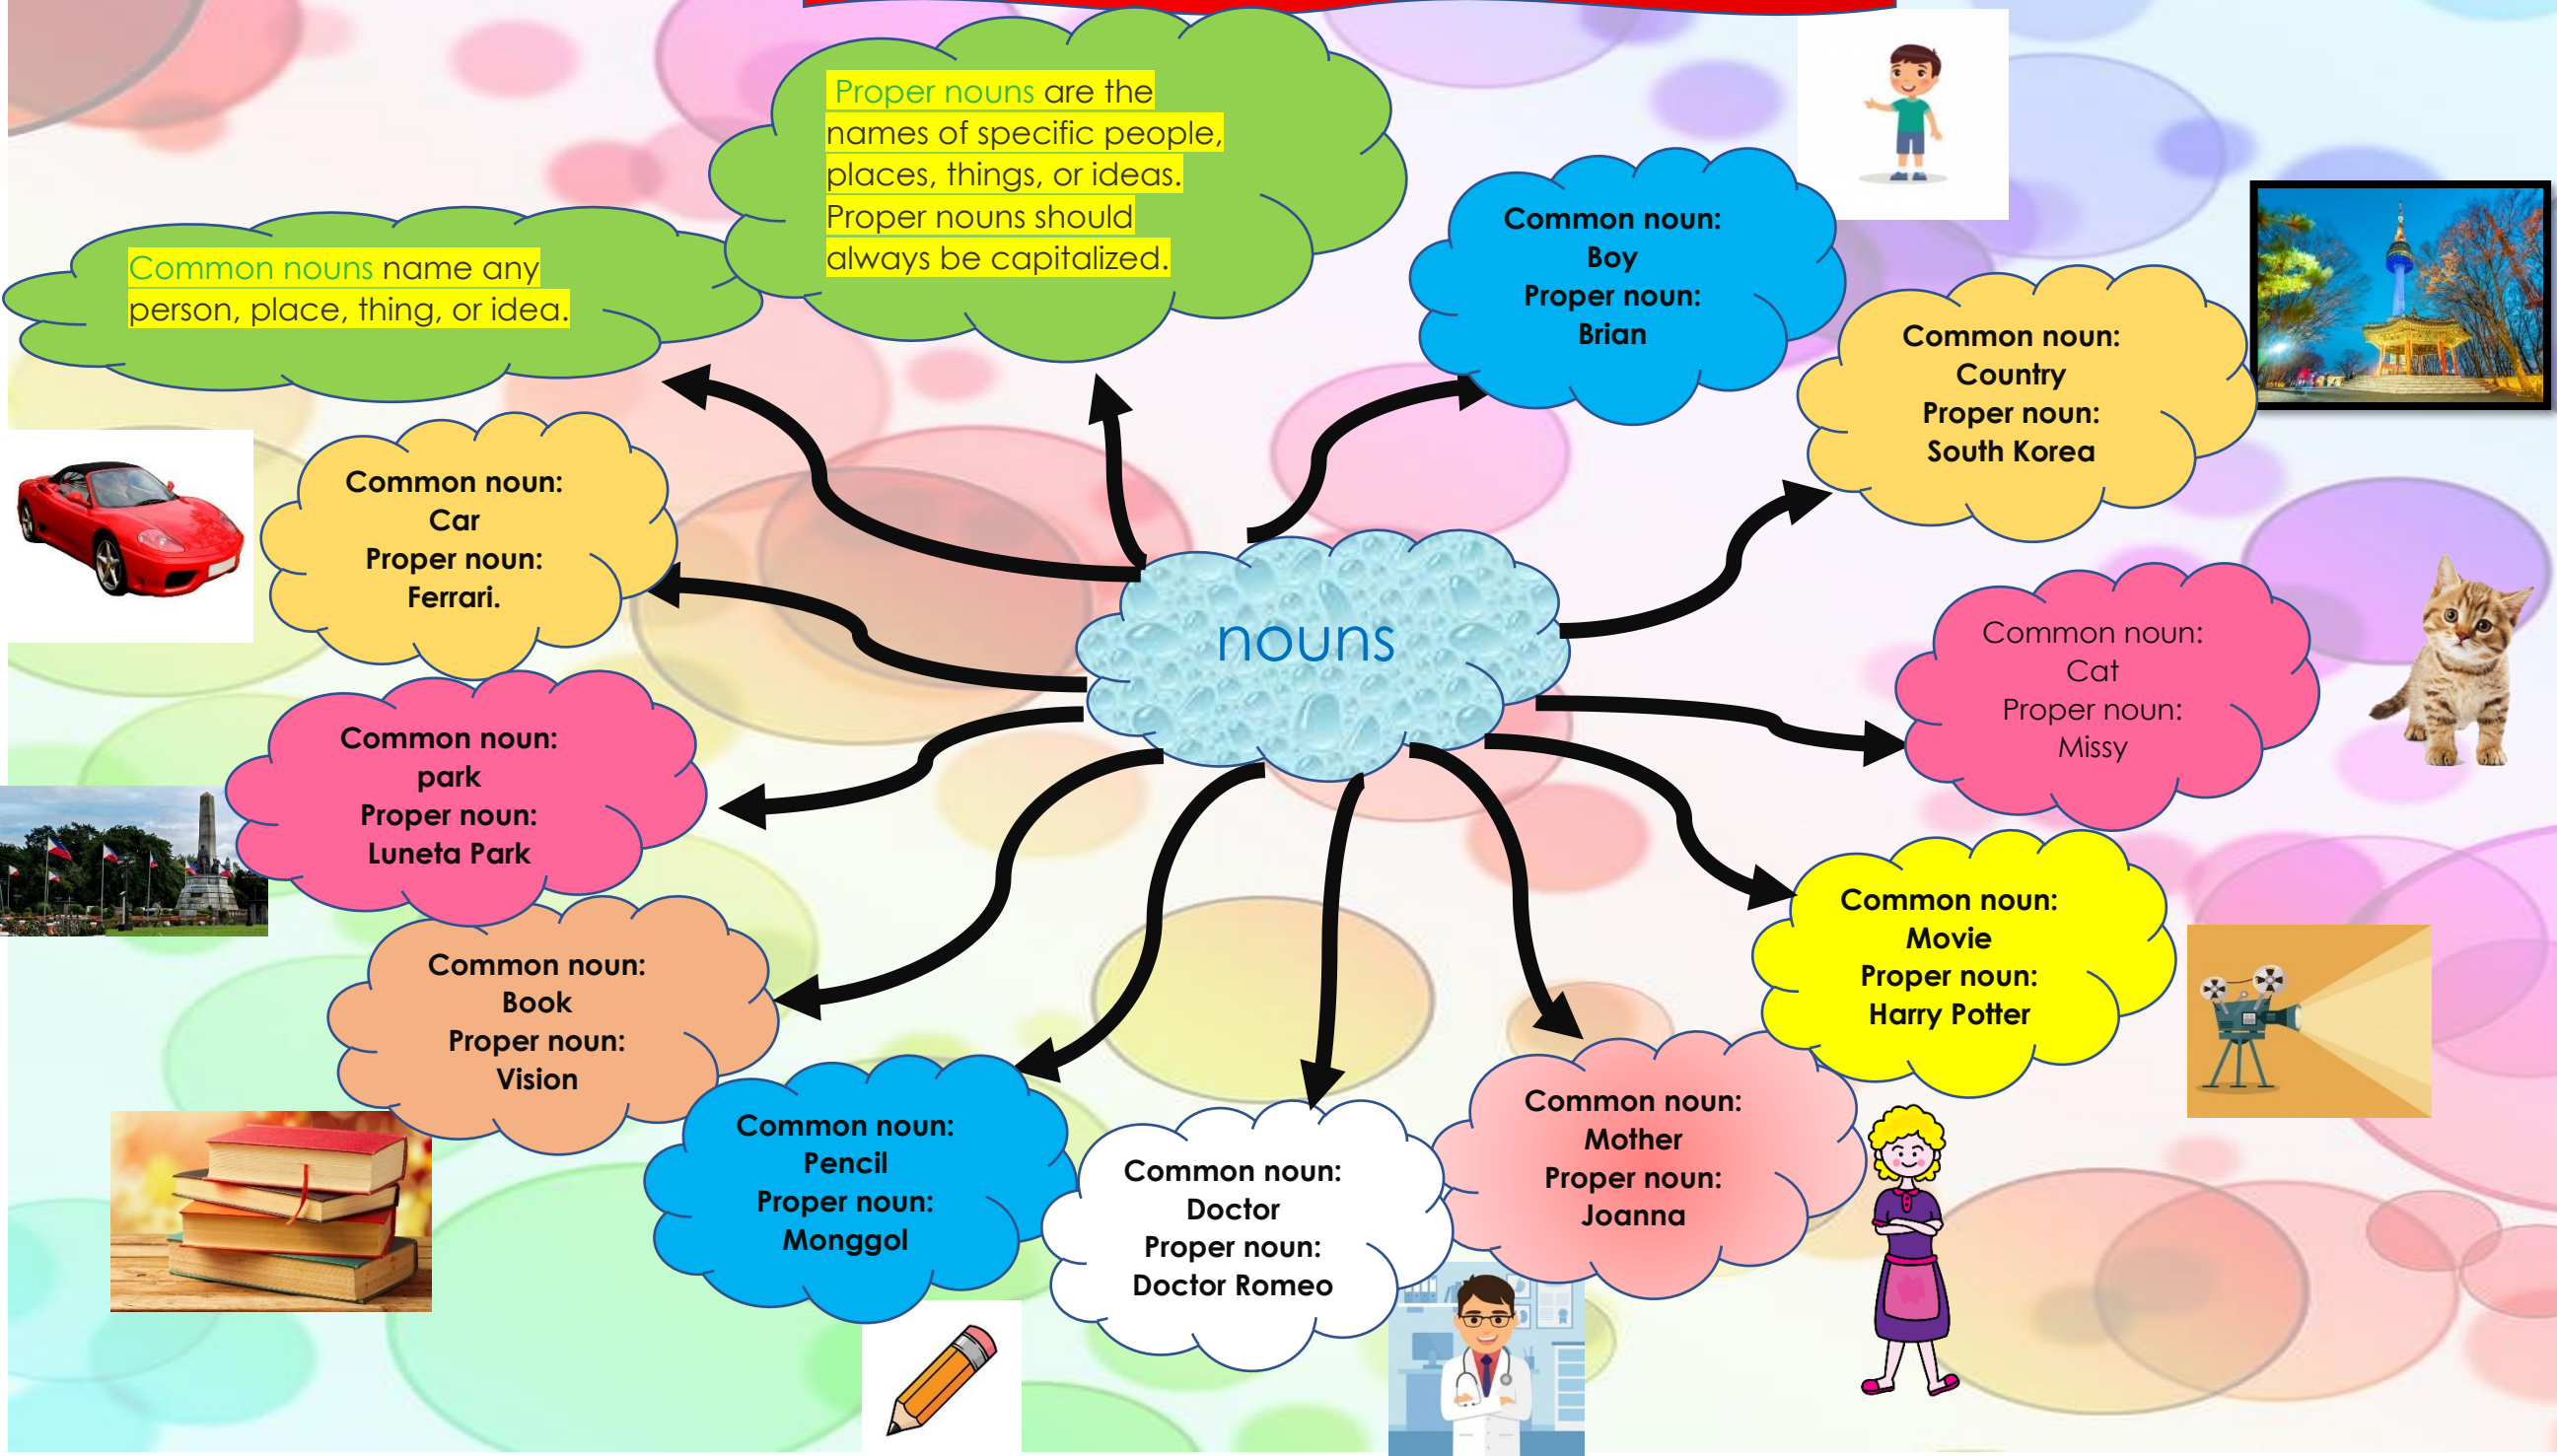 Proper nouns are the
names of specific people,
places, things, or ideas.
Proper nouns should
always be capitalized.
Common nouns name any
person, place, thing, or idea.
Common noun:
Boy
Proper noun:
Brian
Common noun:
Country
Proper noun:
South Korea
Common noun:
Car
Proper noun:
Ferrari.
nouns
Common noun:
Cat
Proper noun:
Missy
Common noun:
park
Proper noun:
Luneta Park
Common noun:
Movie
Proper noun:
Harry Potter
Common noun:
Book
Proper noun:
Vision
Common noun:
Pencil
Proper noun:
Monggol
Common noun:
Doctor
Proper noun:
Doctor Romeo
Common noun:
Mother
Proper noun:
Joanna